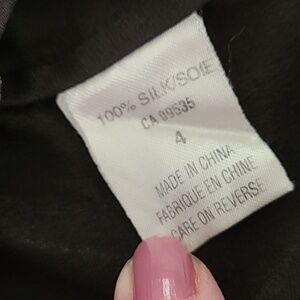 100% SILK/SOIE
CA 09535
4
MADE IN CHINA
FABRIQUE EN CHINE
CARE ON REVERSE